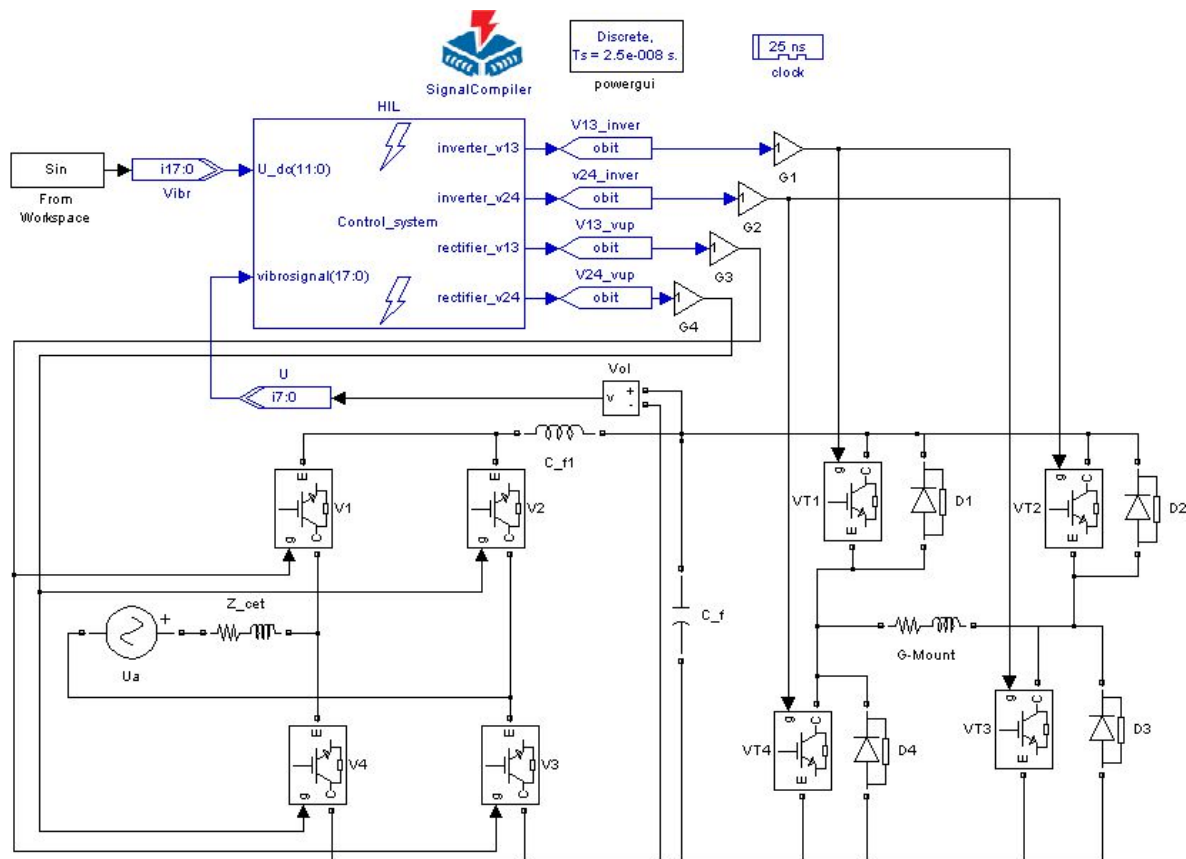 Discrete,
Ts = 2.5e-008 s.
powergui
25 ns
clock
SignalCompiler
HIL
Sin
From
Workspace
i17:0
Vibr
U_dc(11:0)
vibrosignal(17:0)
Control_system
inverter_v13
inverter_v24
rectifier_v13
rectifier_v24
V13_inver
obit
v24_inver
obit
V13_vup
obit
V24_vup
obit
1
G1
1
G2
1
G3
1
G4
U
i7:0
Vol
v
+
-
C_f1
E
g
C
V1
E
g
C
V2
g
C
E
VT1
D1
g
C
E
VT2
D2
Z_cet
+
Ua
C_f
G-Mount
E
g
C
V4
E
g
C
V3
g
C
E
VT4
D4
g
C
E
VT3
D3